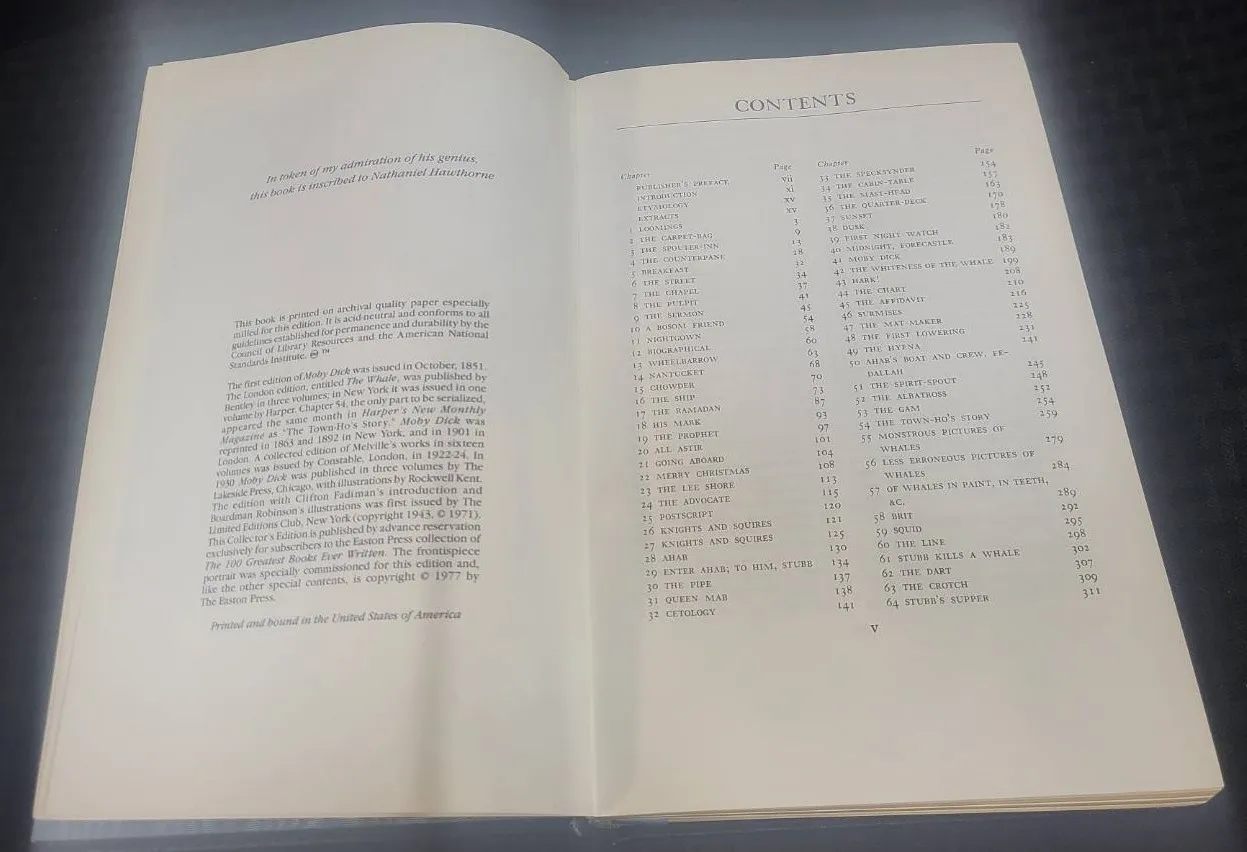 In token of my admiration of his genius,
this book is inscribed to Nathaniel Hawthorne
This book is printed on archival quality paper especially
milled for this edition. It is acid-neutral and conforms to all
guidelines established for permanence and durability by the
Council of Library Resources and the American National
Standards Institute. ∞ ™
The first edition of Moby Dick was issued in October, 1851.
The London edition, entitled The Whale, was published by
Bentley in three volumes; in New York it was issued in one
volume by Harper. Chapter 54, the only part to be serialized,
appeared the same month in Harper's New Monthly
Magazine as "The Town-Ho's Story." Moby Dick was
reprinted in 1863 and 1892 in New York, and in 1901 in
London. A collected edition of Melville's works in sixteen
volumes was issued by Constable, London, in 1922-24. In
1930 Moby Dick was published in three volumes by The
Lakeside Press, Chicago, with illustrations by Rockwell Kent.
The edition with Clifton Fadiman's introduction and
Boardman Robinson's illustrations was first issued by The
Limited Editions Club, New York (copyright 1943, © 1971).
This Collector's Edition is published by advance reservation
exclusively for subscribers to the Easton Press collection of
The 100 Greatest Books Ever Written. The frontispiece
portrait was specially commissioned for this edition and,
like the other special contents, is copyright © 1977 by
The Easton Press.
Printed and bound in the United States of America
CONTENTS
Chapter Page
PUBLISHER'S PREFACE vii
INTRODUCTION xi
ETYMOLOGY xv
EXTRACTS xv
1 LOOMINGS 3
2 THE CARPET-BAG 9
3 THE SPOUTER-INN 13
4 THE COUNTERPANE 28
5 BREAKFAST 32
6 THE STREET 34
7 THE CHAPEL 37
8 THE PULPIT 41
9 THE SERMON 45
10 A BOSOM FRIEND 54
11 NIGHTGOWN 58
12 BIOGRAPHICAL 60
13 WHEELBARROW 63
14 NANTUCKET 68
15 CHOWDER 70
16 THE SHIP 73
17 THE RAMADAN 87
18 HIS MARK 93
19 THE PROPHET 97
20 ALL ASTIR 101
21 GOING ABOARD 104
22 MERRY CHRISTMAS 108
23 THE LEE SHORE 113
24 THE ADVOCATE 115
25 POSTSCRIPT 120
26 KNIGHTS AND SQUIRES 121
27 KNIGHTS AND SQUIRES 125
28 AHAB 130
29 ENTER AHAB; TO HIM, STUBB 134
30 THE PIPE 137
31 QUEEN MAB 138
32 CETOLOGY 141
Chapter Page
33 THE SPECKSYNDER 154
34 THE CABIN-TABLE 157
35 THE MAST-HEAD 163
36 THE QUARTER-DECK 170
37 SUNSET 178
38 DUSK 180
39 FIRST NIGHT WATCH 182
40 MIDNIGHT, FORECASTLE 183
41 MOBY DICK 189
42 THE WHITENESS OF THE WHALE 199
43 HARK! 208
44 THE CHART 210
45 THE AFFIDAVIT 216
46 SURMISES 225
47 THE MAT-MAKER 228
48 THE FIRST LOWERING 231
49 THE HYENA 241
50 AHAB'S BOAT AND CREW, FE-
DALLAH 245
51 THE SPIRIT-SPOUT 248
52 THE ALBATROSS 252
53 THE GAM 254
54 THE TOWN-HO'S STORY 259
55 MONSTROUS PICTURES OF
WHALES 279
56 LESS ERRONEOUS PICTURES OF
WHALES 284
57 OF WHALES IN PAINT, IN TEETH,
&C. 289
58 BRIT 292
59 SQUID 295
60 THE LINE 298
61 STUBB KILLS A WHALE 302
62 THE DART 307
63 THE CROTCH 309
64 STUBB'S SUPPER 311
V